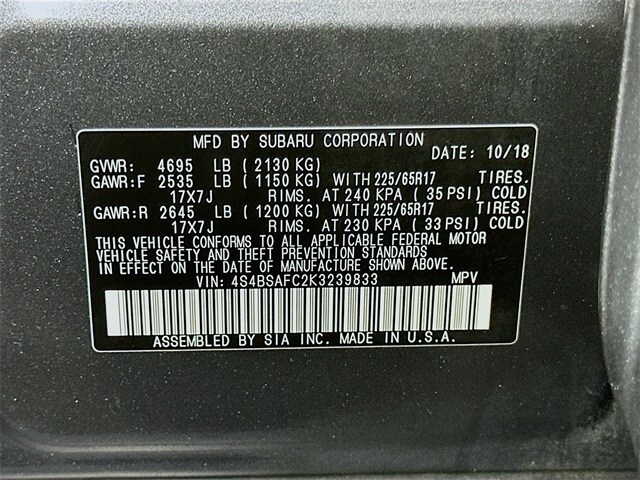 MFD BY SUBARU CORPORATION
GVWR: 4695 LB (2130 KG) DATE: 10/18
GAWR:F 2535 LB (1150 KG) WITH 225/65R17 TIRES.
17X7J RIMS. AT 240 KPA (35 PSI) COLD
GAWR:R 2645 LB (1200 KG) WITH 225/65R17 TIRES.
17X7J RIMS. AT 230 KPA (33 PSI) COLD
THIS VEHICLE CONFORMS TO ALL APPLICABLE FEDERAL MOTOR
VEHICLE SAFETY AND THEFT PREVENTION STANDARDS
IN EFFECT ON THE DATE OF MANUFACTURE SHOWN ABOVE.
VIN: 4S4BSAFC2K3239833 MPV
ASSEMBLED BY SIA INC. MADE IN U.S.A.